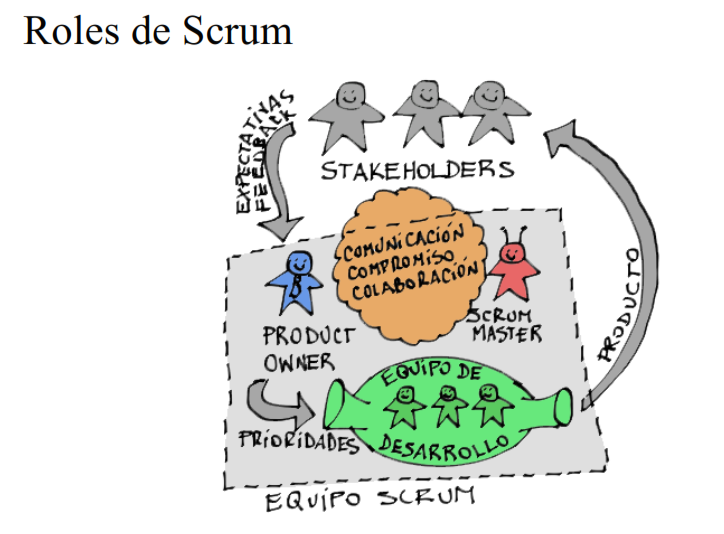 Roles de Scrum
EXPECTATIVAS
FEEDBACK
STAKEHOLDERS
COMUNICACIÓN
COMPROMISO
COLABORACIÓN
PRODUCT
OWNER
SCRUM
MASTER
PRODUCTO
EQUIPO DE
DESARROLLO
PRIORIDADES
EQUIPO SCRUM